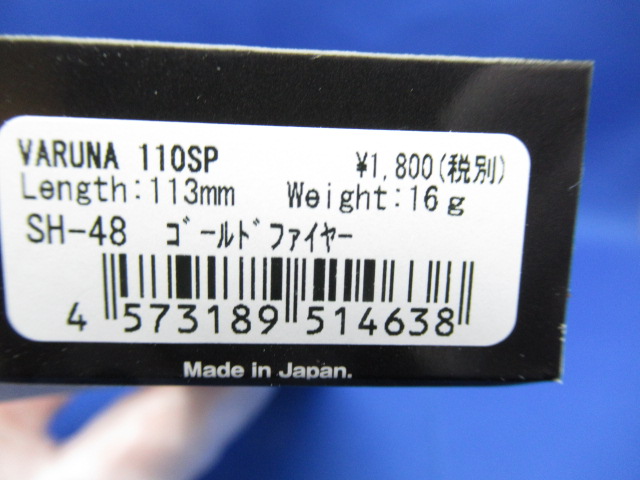 VARUNA 110SP ¥1,800(税別)
Length:113mm Weight:16g
SH-48 ｺﾞｰﾙﾄﾞﾌｧｲﾔｰ
4 573189 514638
Made in Japan.